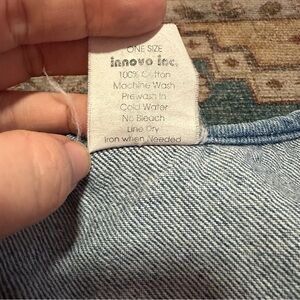 ONE SIZE
innovo inc.
100% Cotton
Machine Wash
Prewash In
Cold Water
No Bleach
Line Dry
Iron when Needed